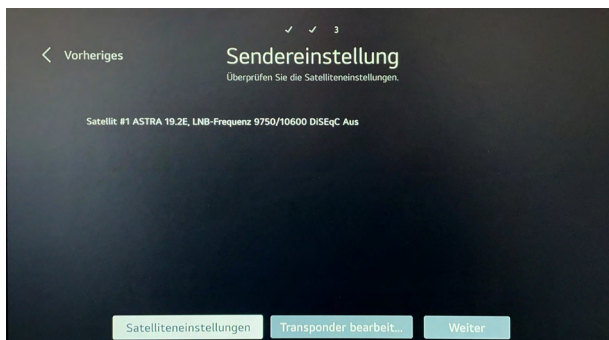 ✓ ✓ 3
Vorheriges
Sendereinstellung
Überprüfen Sie die Satelliteneinstellungen.
Satellit #1 ASTRA 19.2E, LNB-Frequenz 9750/10600 DiSEqC Aus
Satelliteneinstellungen Transponder bearbeit... Weiter